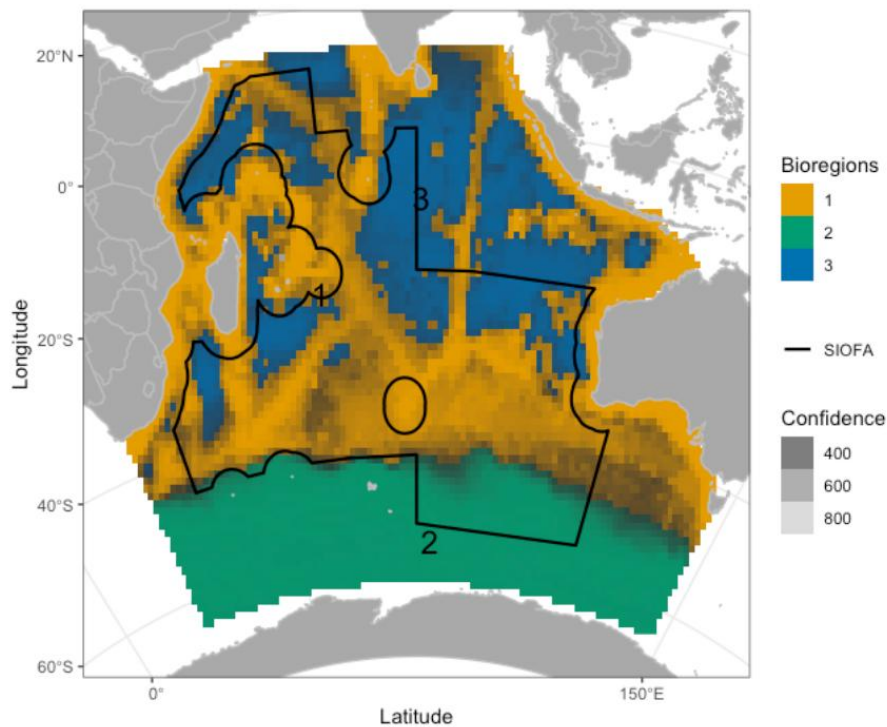 20°N
0°
20°S
40°S
60°S
Longitude
0°
150°E
Latitude
1
2
3
Bioregions
1
2
3
SIOFA
Confidence
400
600
800